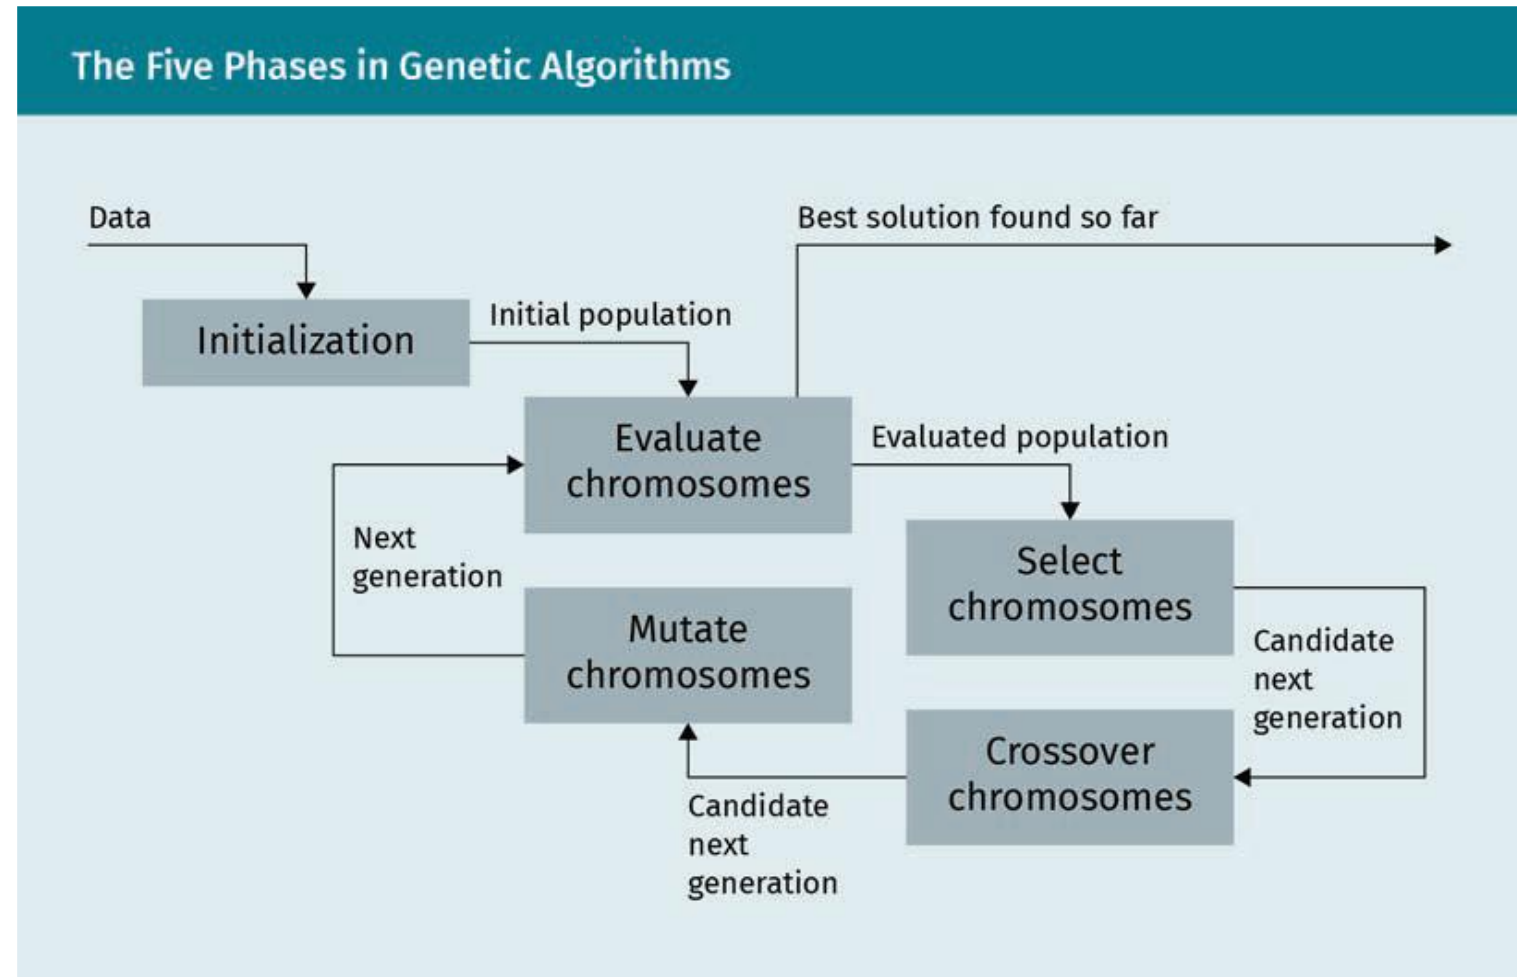 The Five Phases in Genetic Algorithms
Data
Best solution found so far
Initialization
Initial population
Evaluate
chromosomes
Evaluated population
Next
generation
Select
chromosomes
Mutate
chromosomes
Candidate
next
generation
Crossover
chromosomes
Candidate
next
generation